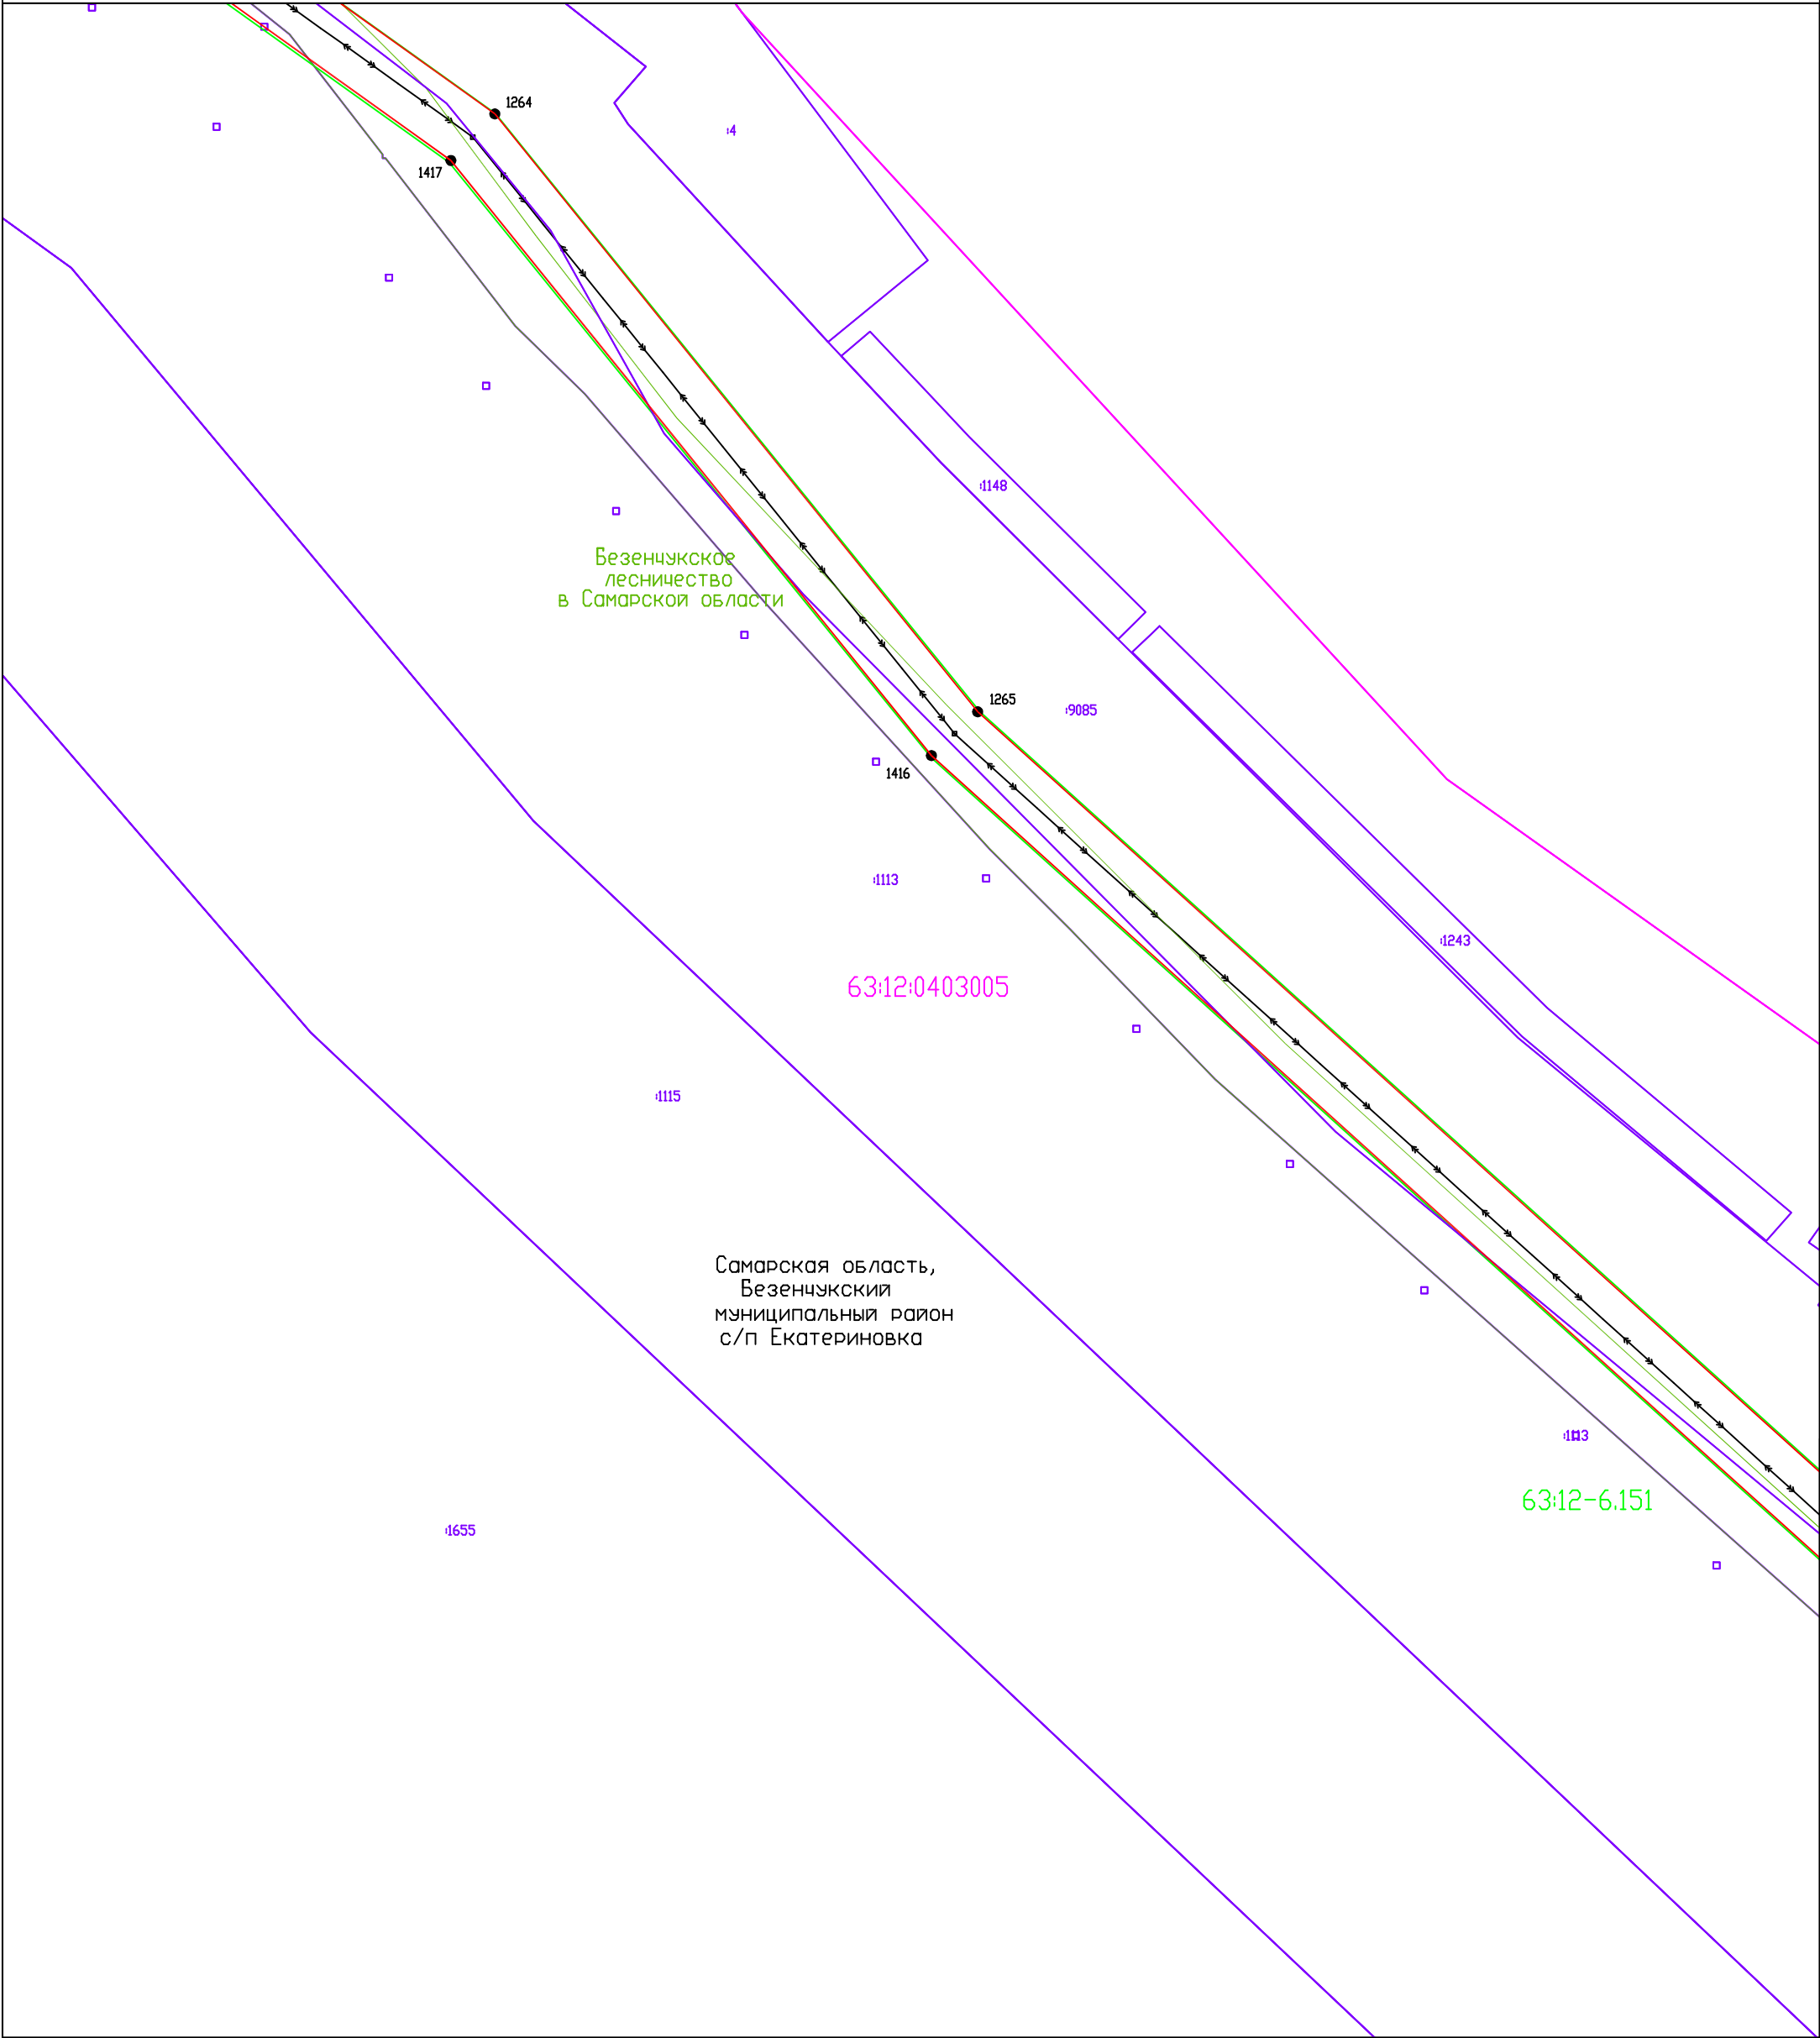 1264
:4
1417
:1148
Безенчукское
лесничество
в Самарской области
1265
:9085
1416
:1113
:1243
63:12:0403005
:1115
Самарская область,
Безенчукский
муниципальный район
с/п Екатериновка
:1113
63:12-6.151
:1655